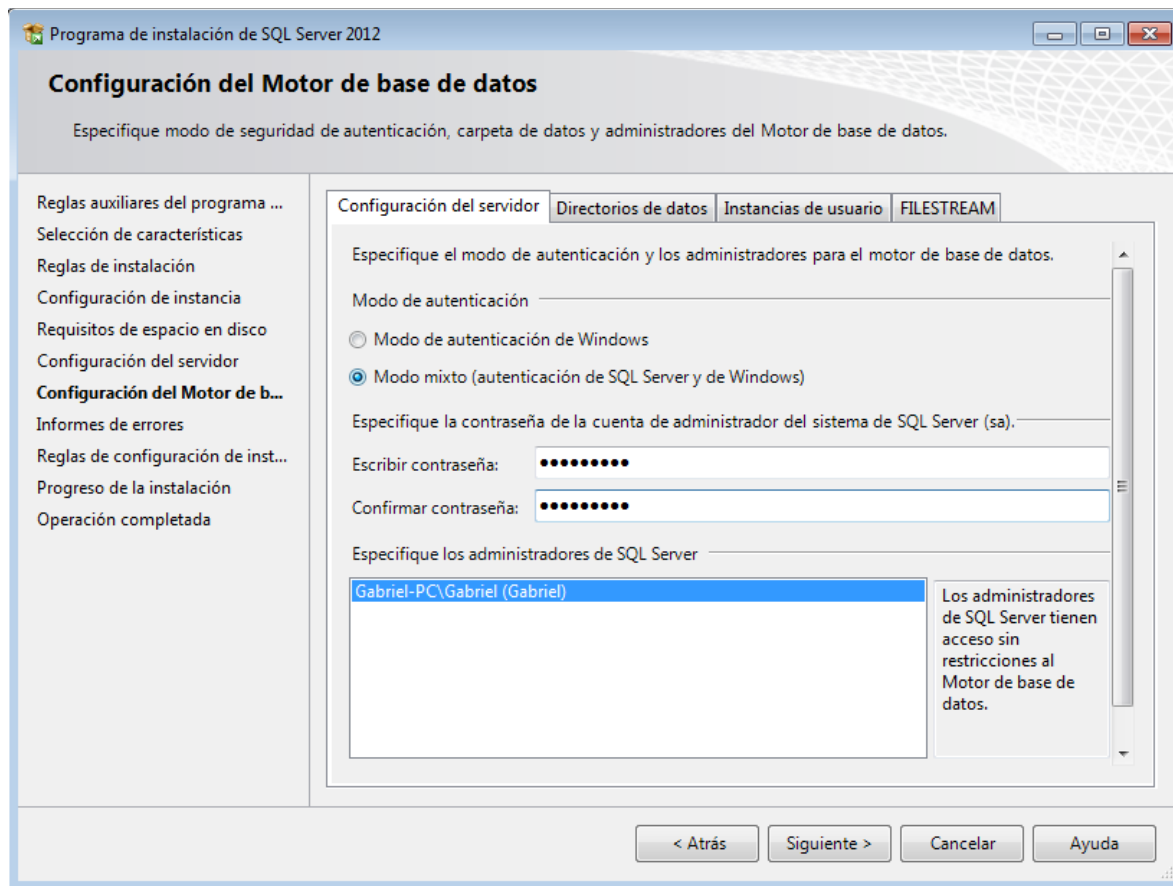 Programa de instalación de SQL Server 2012
Configuración del Motor de base de datos
Especifique modo de seguridad de autenticación, carpeta de datos y administradores del Motor de base de datos.
Reglas auxiliares del programa ...
Selección de características
Reglas de instalación
Configuración de instancia
Requisitos de espacio en disco
Configuración del servidor
Configuración del Motor de b...
Informes de errores
Reglas de configuración de inst...
Progreso de la instalación
Operación completada
Configuración del servidor
Directorios de datos
Instancias de usuario
FILESTREAM
Especifique el modo de autenticación y los administradores para el motor de base de datos.
Modo de autenticación
Modo de autenticación de Windows
Modo mixto (autenticación de SQL Server y de Windows)
Especifique la contraseña de la cuenta de administrador del sistema de SQL Server (sa).
Escribir contraseña: ●●●●●●●●●
Confirmar contraseña: ●●●●●●●●●
Especifique los administradores de SQL Server
Gabriel-PC\Gabriel (Gabriel)
Los administradores
de SQL Server tienen
acceso sin
restricciones al
Motor de base de
datos.
< Atrás
Siguiente >
Cancelar
Ayuda